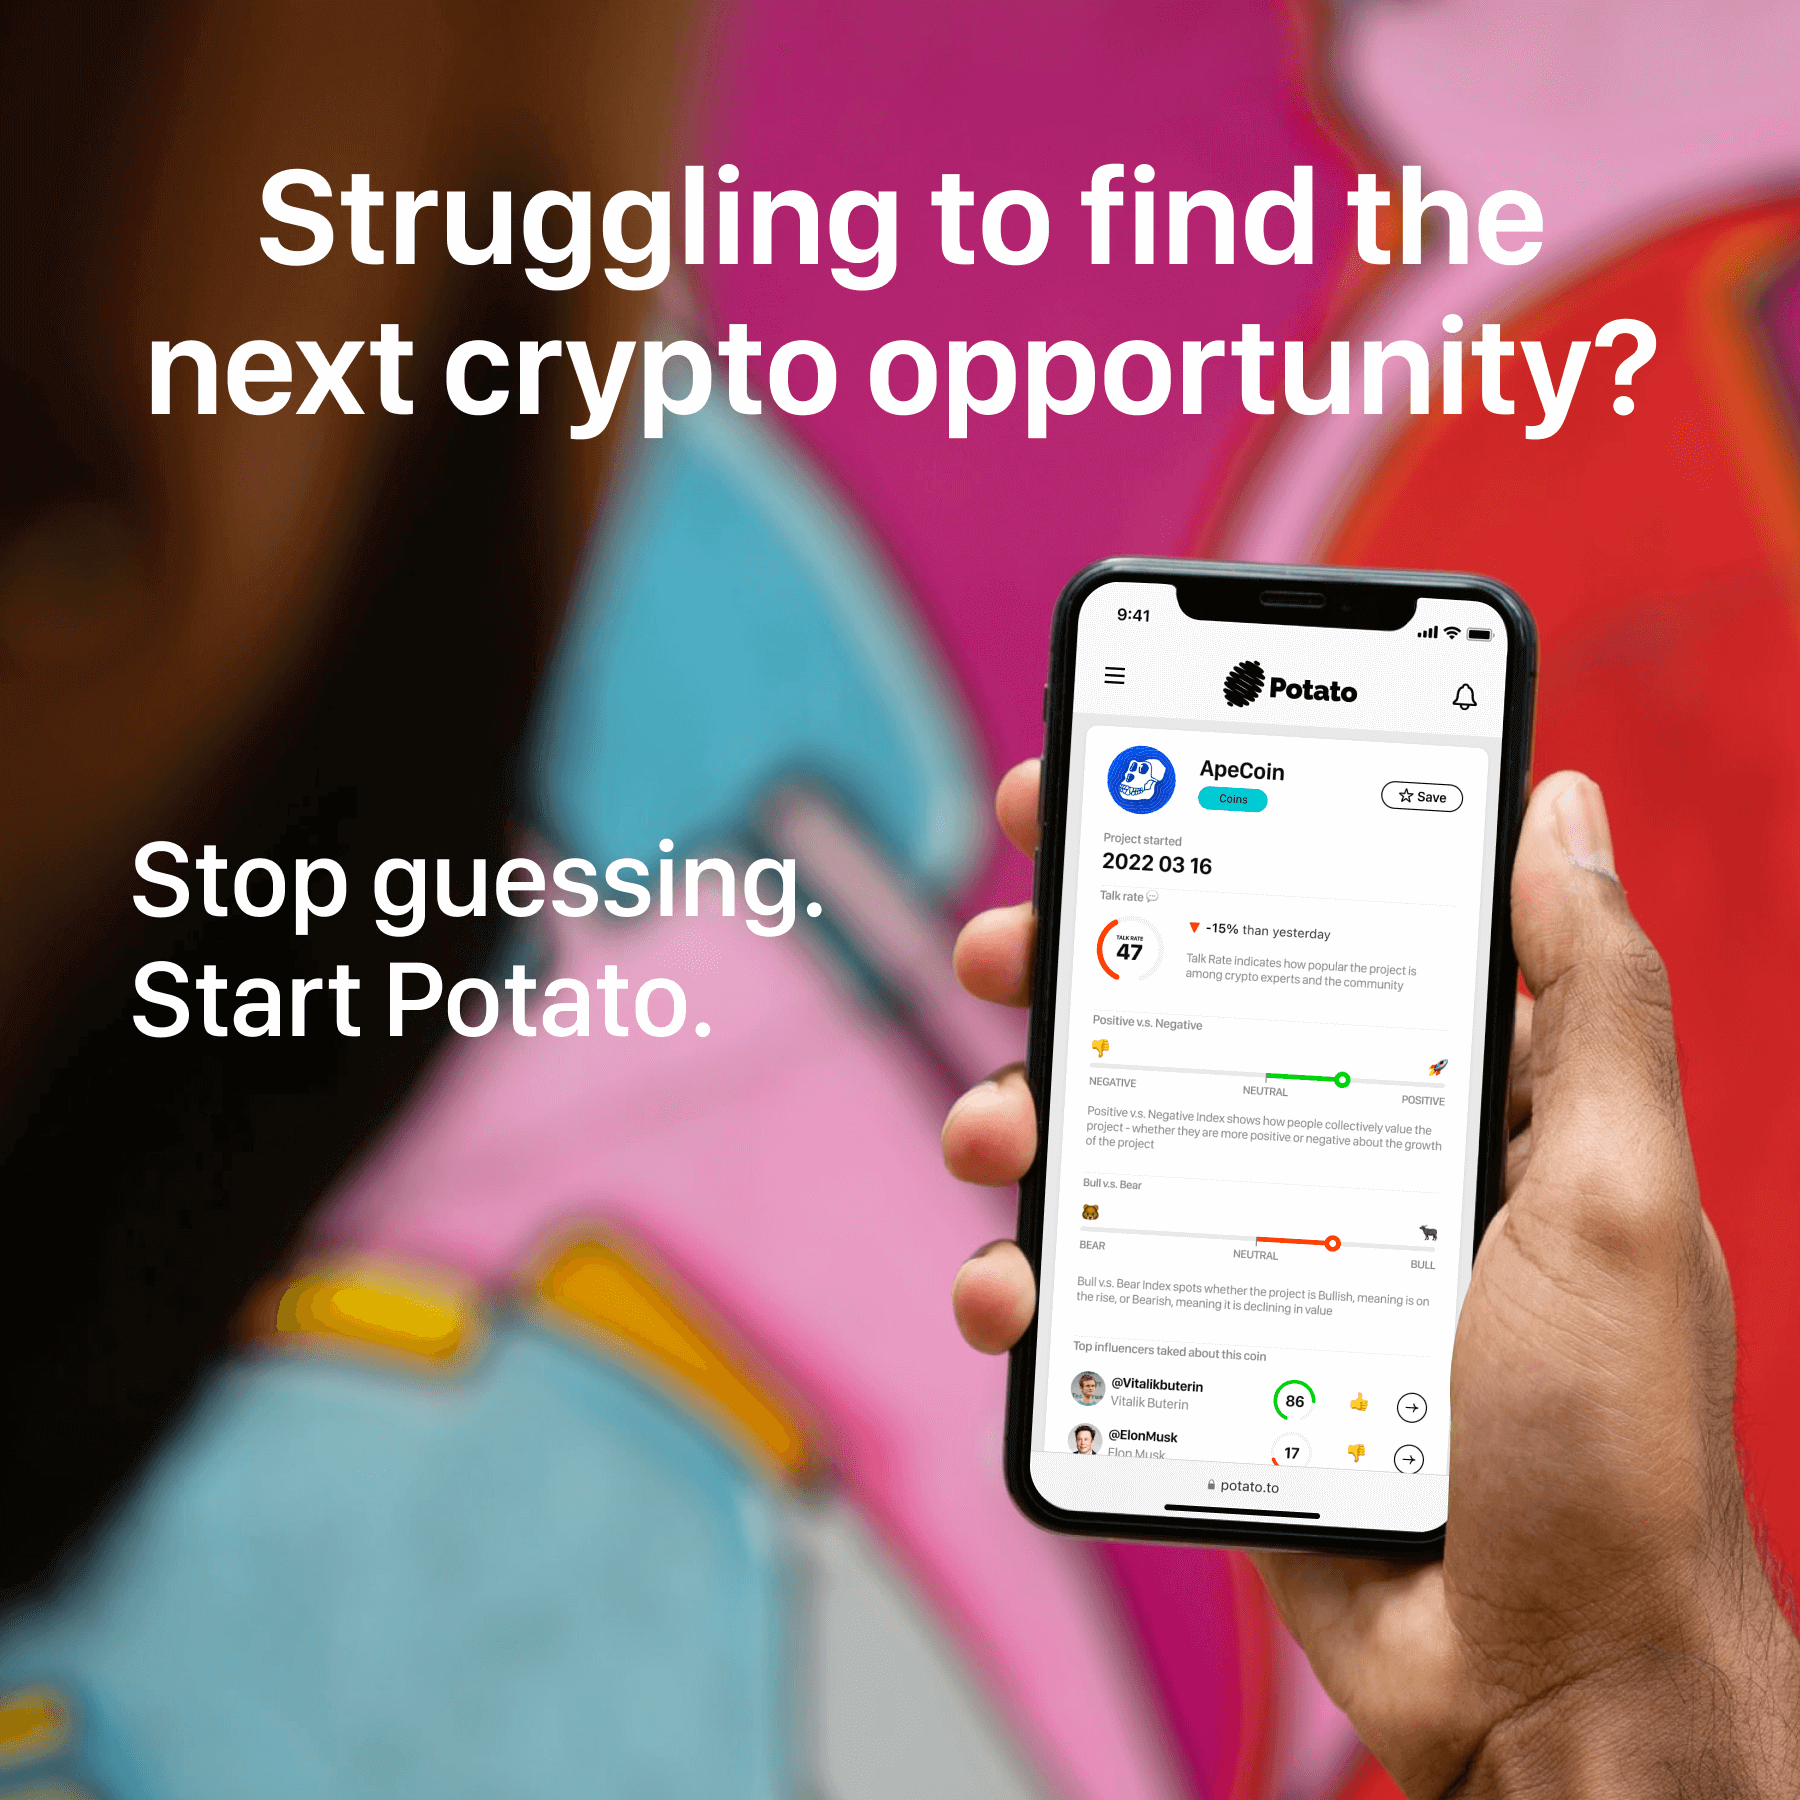 Struggling to find the
next crypto opportunity?
Stop guessing.
Start Potato.
9:41
Potato
ApeCoin
Coins
Save
Project started
2022 03 16
Talk rate
TALK RATE
47
-15% than yesterday
Talk Rate indicates how popular the project is
among crypto experts and the community
Positive v.s. Negative
NEGATIVE
NEUTRAL
POSITIVE
Positive v.s. Negative Index shows how people collectively value the
project - whether they are more positive or negative about the growth
of the project
Bull v.s. Bear
BEAR
NEUTRAL
BULL
Bull v.s. Bear Index spots whether the project is Bullish, meaning is on
the rise, or Bearish, meaning it is declining in value
Top influencers taked about this coin
@Vitalikbuterin
Vitalik Buterin
86
@ElonMusk
Elon Musk
17
potato.to